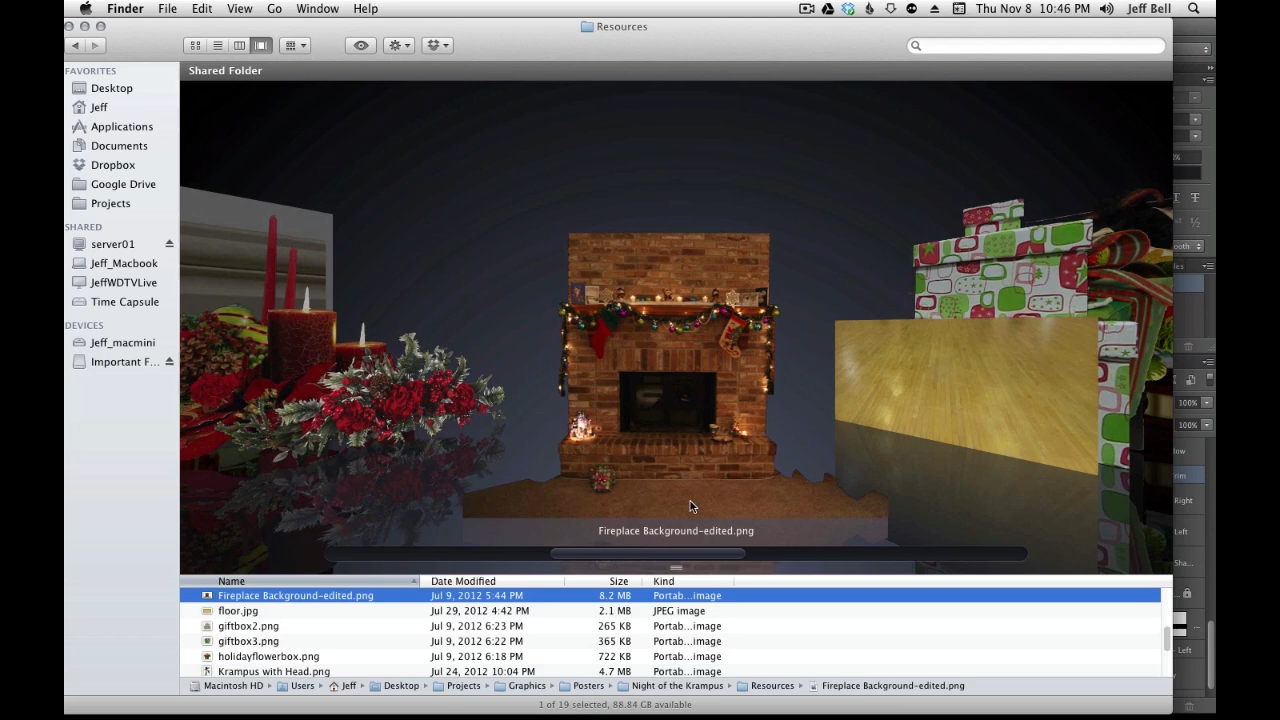 Finder File Edit View Go Window Help Thu Nov 8 10:46 PM Jeff Bell
Resources
FAVORITES
Desktop
Jeff
Applications
Documents
Dropbox
Google Drive
Projects
SHARED
server01
Jeff_Macbook
JeffWDTVLive
Time Capsule
DEVICES
Jeff_macmini
Important F...
Shared Folder
Fireplace Background-edited.png
Name Date Modified Size Kind
Fireplace Background-edited.png Jul 9, 2012 5:44 PM 8.2 MB Portab...image
floor.jpg Jul 29, 2012 4:42 PM 2.1 MB JPEG image
giftbox2.png Jul 9, 2012 6:23 PM 265 KB Portab...image
giftbox3.png Jul 9, 2012 6:22 PM 365 KB Portab...image
holidayflowerbox.png Jul 9, 2012 6:18 PM 722 KB Portab...image
Krampus with Head.png Jul 24, 2012 10:04 PM 4.7 MB Portab...image
Macintosh HD Users Jeff Desktop Projects Graphics Posters Night of the Krampus Resources Fireplace Background-edited.png
1 of 19 selected, 88.84 GB available
100%
100%
Right
Left
Sha...
Left